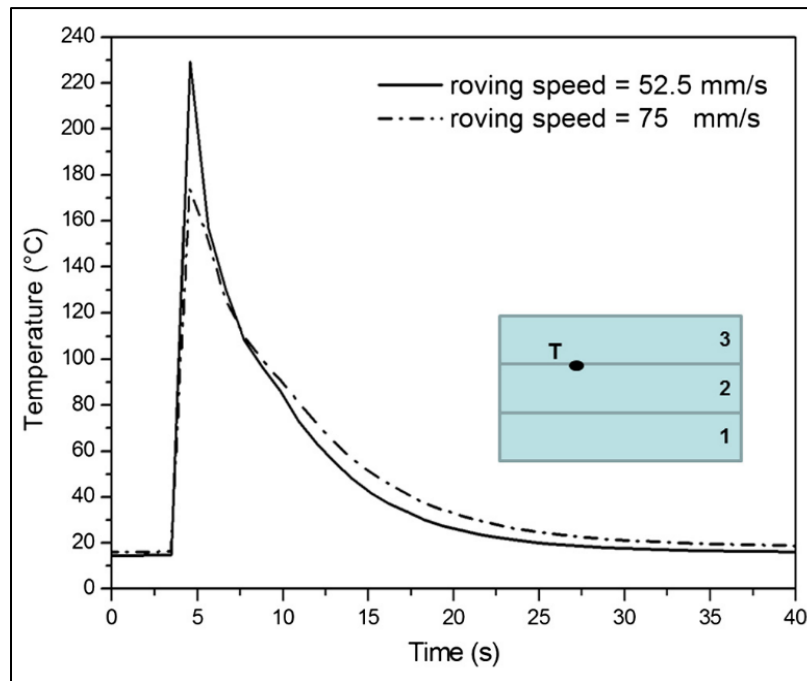 240
220
200
180
160
140
120
100
80
60
40
20
0
Temperature (°C)
roving speed = 52.5 mm/s
roving speed = 75 mm/s
3
T
2
1
0 5 10 15 20 25 30 35 40
Time (s)